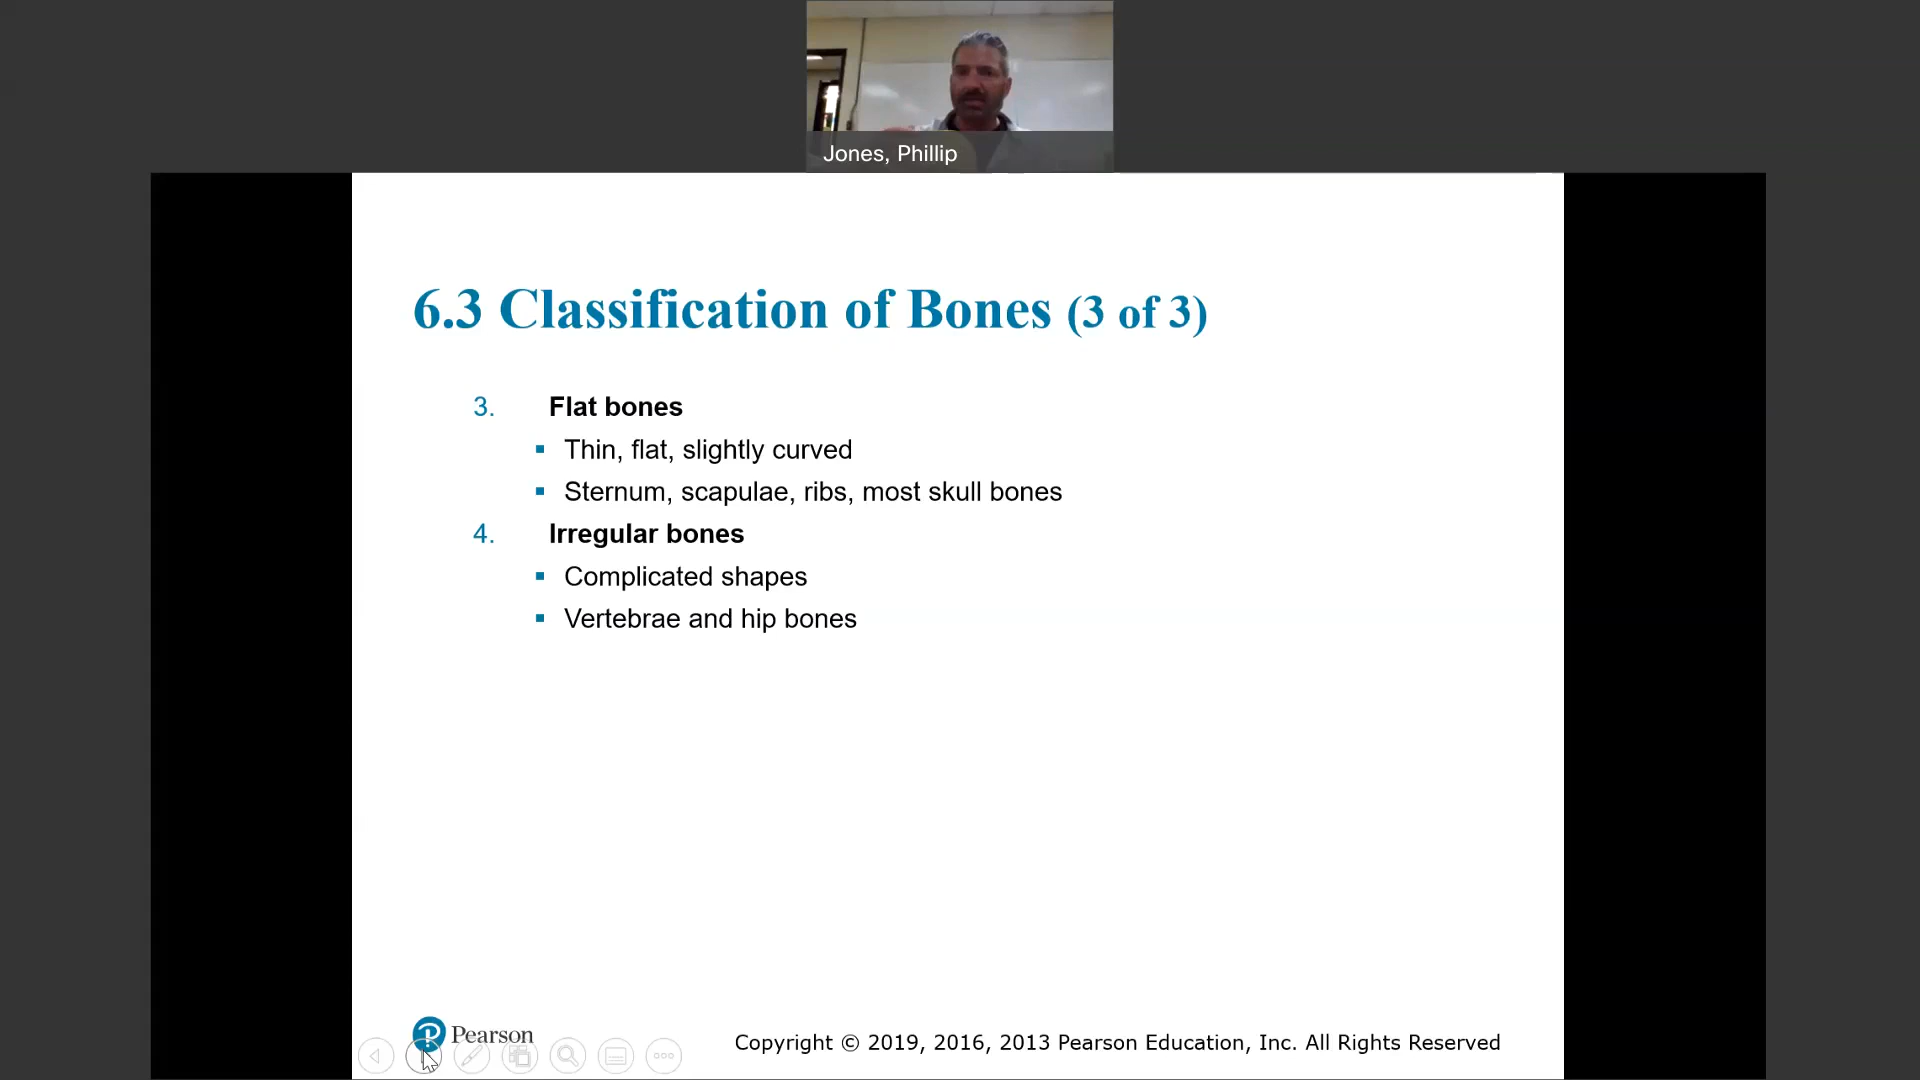 Jones, Phillip
6.3 Classification of Bones (3 of 3)
3. Flat bones
▪ Thin, flat, slightly curved
▪ Sternum, scapulae, ribs, most skull bones
4. Irregular bones
▪ Complicated shapes
▪ Vertebrae and hip bones
Pearson
Copyright © 2019, 2016, 2013 Pearson Education, Inc. All Rights Reserved